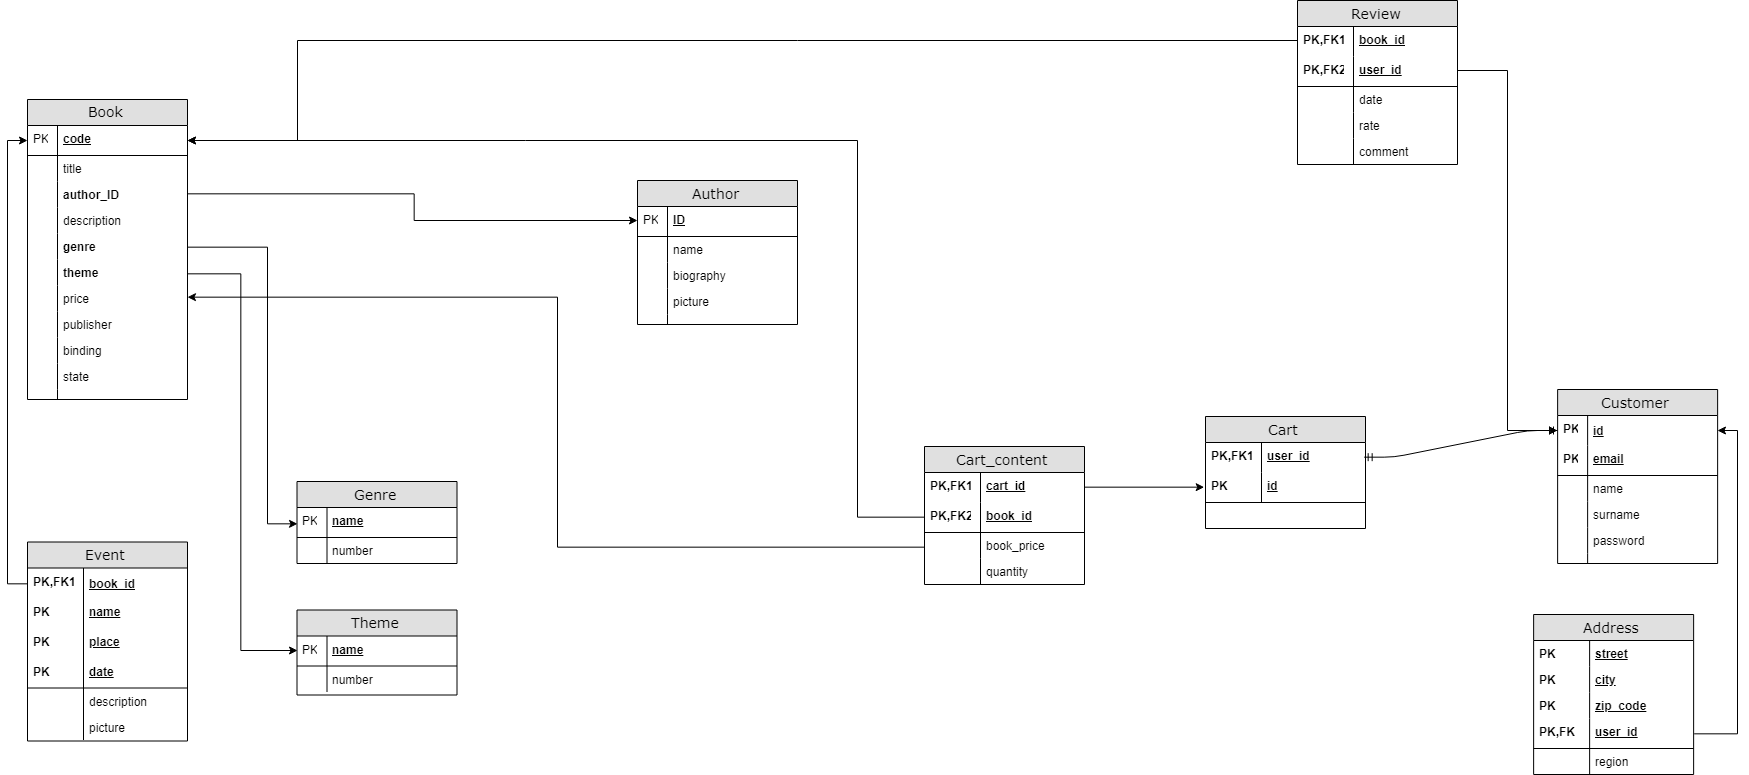 Review
PK,FK1 book_id
PK,FK2 user_id
date
rate
comment
Book
PK code
title
author_ID
description
genre
theme
price
publisher
binding
state
Author
PK ID
name
biography
picture
Customer
PK id
PK email
name
surname
password
Cart
PK,FK1 user_id
PK id
Cart_content
PK,FK1 cart_id
PK,FK2 book_id
book_price
quantity
Genre
PK name
number
Event
PK,FK1 book_id
PK name
PK place
PK date
description
picture
Theme
PK name
number
Address
PK street
PK city
PK zip_code
PK,FK user_id
region